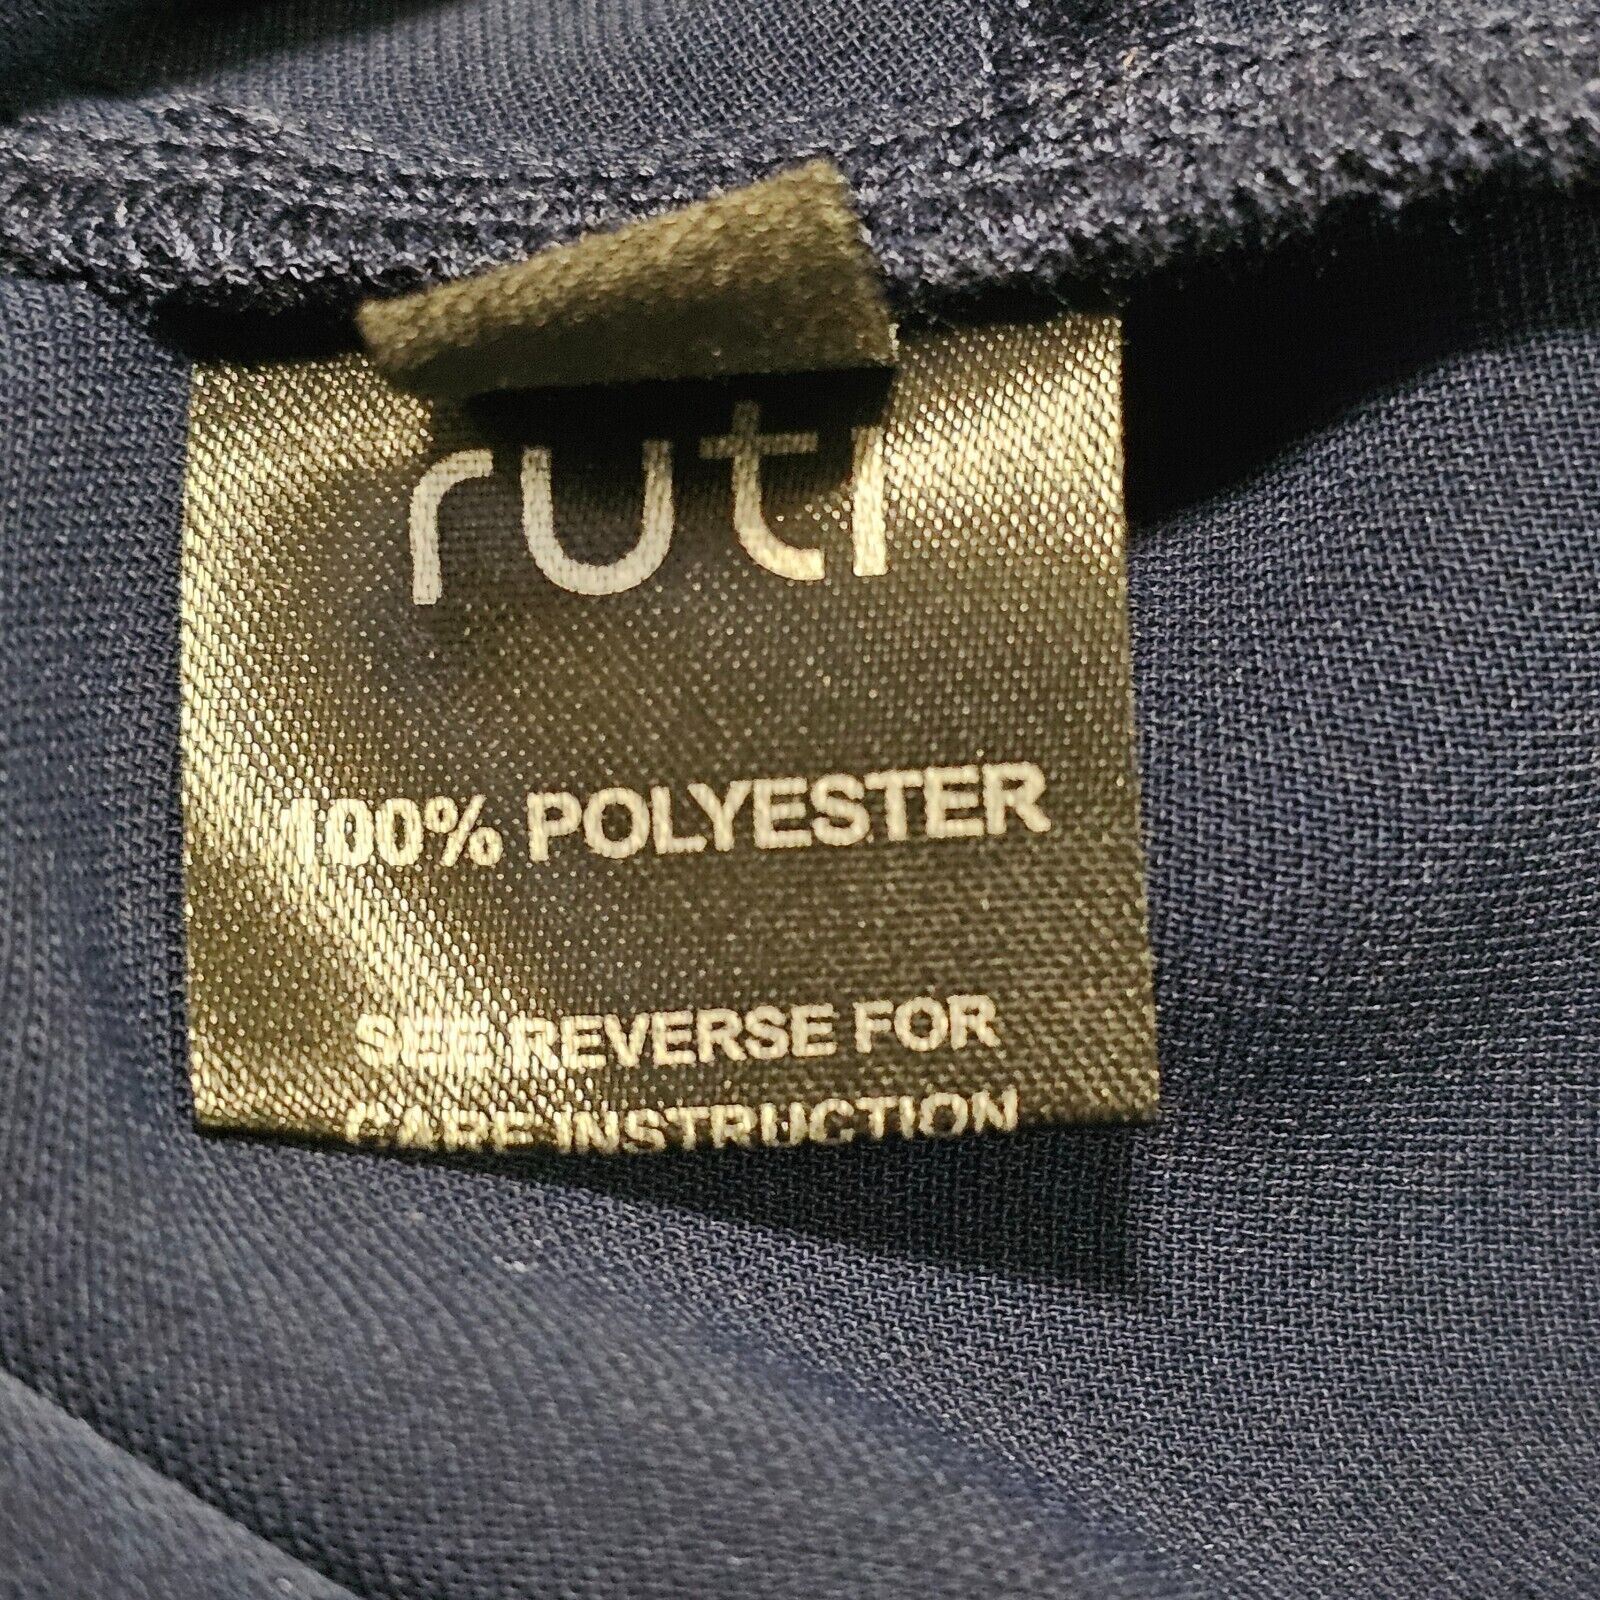 ruti
100% POLYESTER
SEE REVERSE FOR
CARE INSTRUCTION